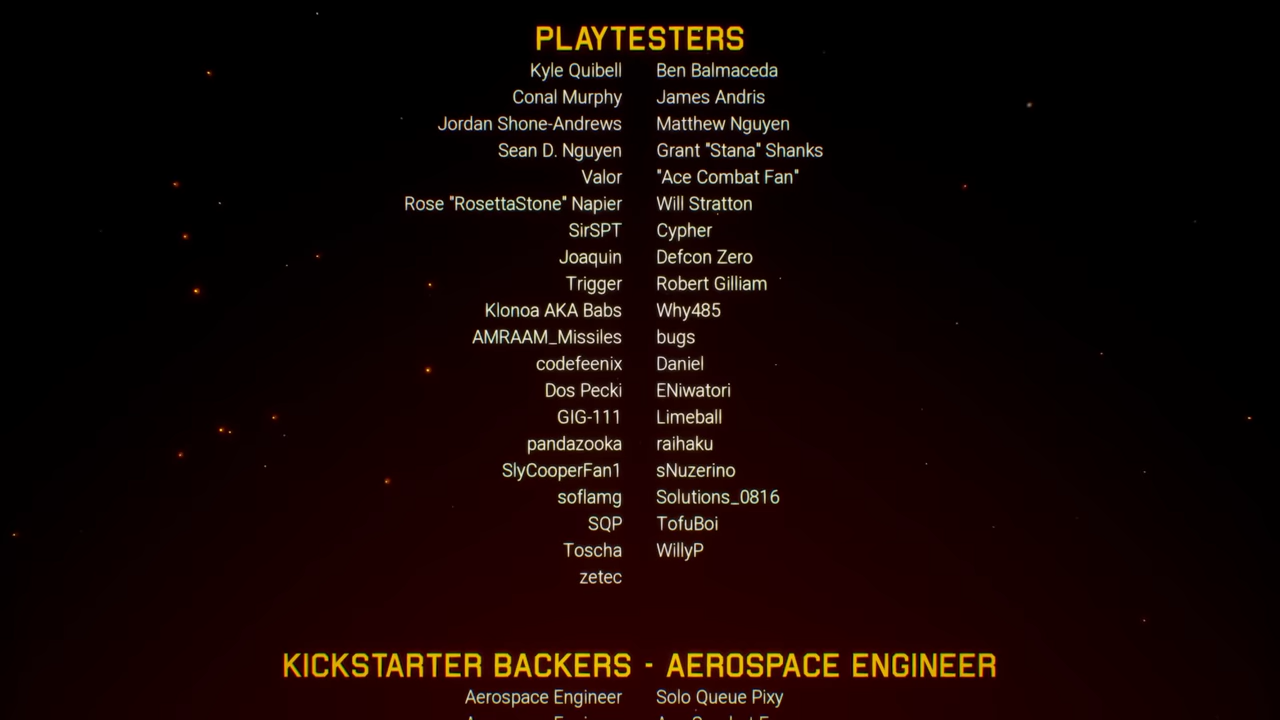 PLAYTESTERS
Kyle Quibell Ben Balmaceda
Conal Murphy James Andris
Jordan Shone-Andrews Matthew Nguyen
Sean D. Nguyen Grant "Stana" Shanks
Valor "Ace Combat Fan"
Rose "RosettaStone" Napier Will Stratton
SirSPT Cypher
Joaquin Defcon Zero
Trigger Robert Gilliam
Klonoa AKA Babs Why485
AMRAAM_Missiles bugs
codefeenix Daniel
Dos Pecki ENiwatori
GIG-111 Limeball
pandazooka raihaku
SlyCooperFan1 sNuzerino
soflamg Solutions_0816
SQP TofuBoi
Toscha WillyP
zetec
KICKSTARTER BACKERS - AEROSPACE ENGINEER
Aerospace Engineer Solo Queue Pixy